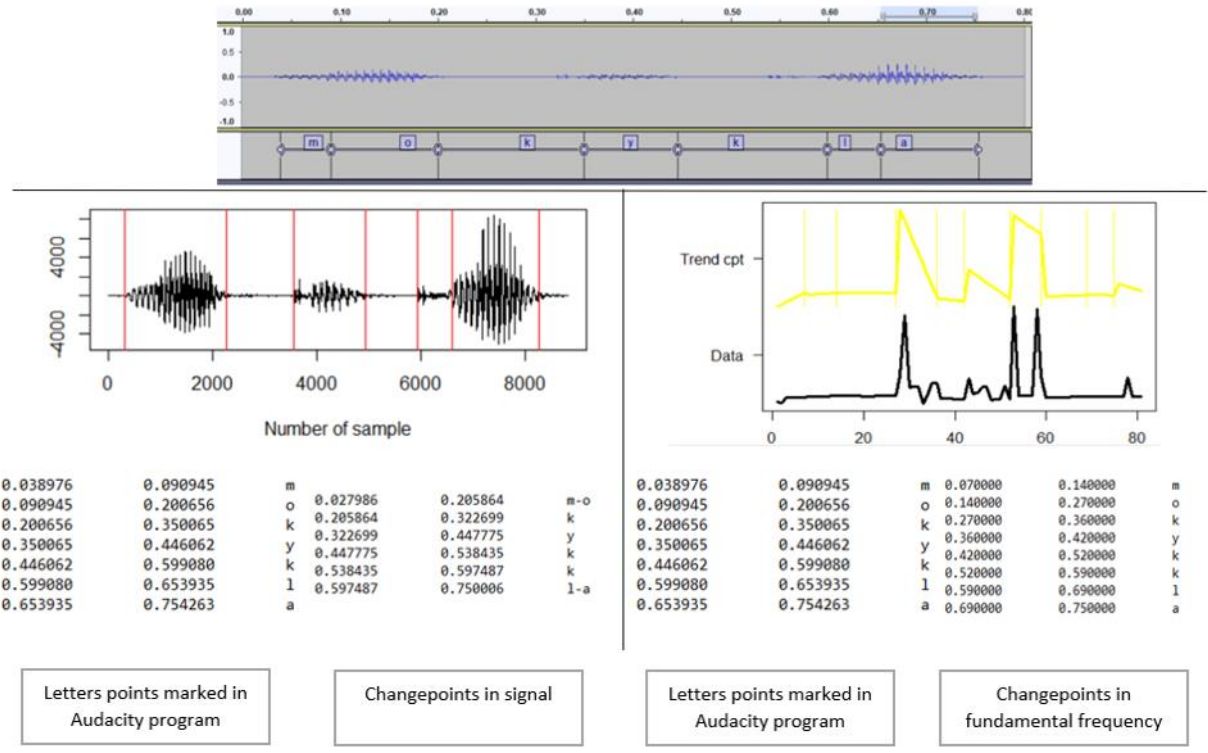 0.00 0.10 0.20 0.30 0.40 0.50 0.60 0.70 0.80
1.0
0.5
0.0
-0.5
-1.0
m o k y k l a
4000
-4000
0 2000 4000 6000 8000
Number of sample
Trend cpt
Data
0 20 40 60 80
0.038976 0.090945 m
0.090945 0.200656 o
0.200656 0.350065 k
0.350065 0.446062 y
0.446062 0.599080 k
0.599080 0.653935 l
0.653935 0.754263 a
0.027986 0.205864 m-o
0.205864 0.322699 k
0.322699 0.447775 y
0.447775 0.538435 k
0.538435 0.597487 k
0.597487 0.750006 l-a
0.038976 0.090945 m
0.090945 0.200656 o
0.200656 0.350065 k
0.350065 0.446062 y
0.446062 0.599080 k
0.599080 0.653935 l
0.653935 0.754263 a
0.070000 0.140000 m
0.140000 0.270000 o
0.270000 0.360000 k
0.360000 0.420000 y
0.420000 0.520000 k
0.520000 0.590000 k
0.590000 0.690000 l
0.690000 0.750000 a
Letters points marked in
Audacity program
Changepoints in signal
Letters points marked in
Audacity program
Changepoints in
fundamental frequency